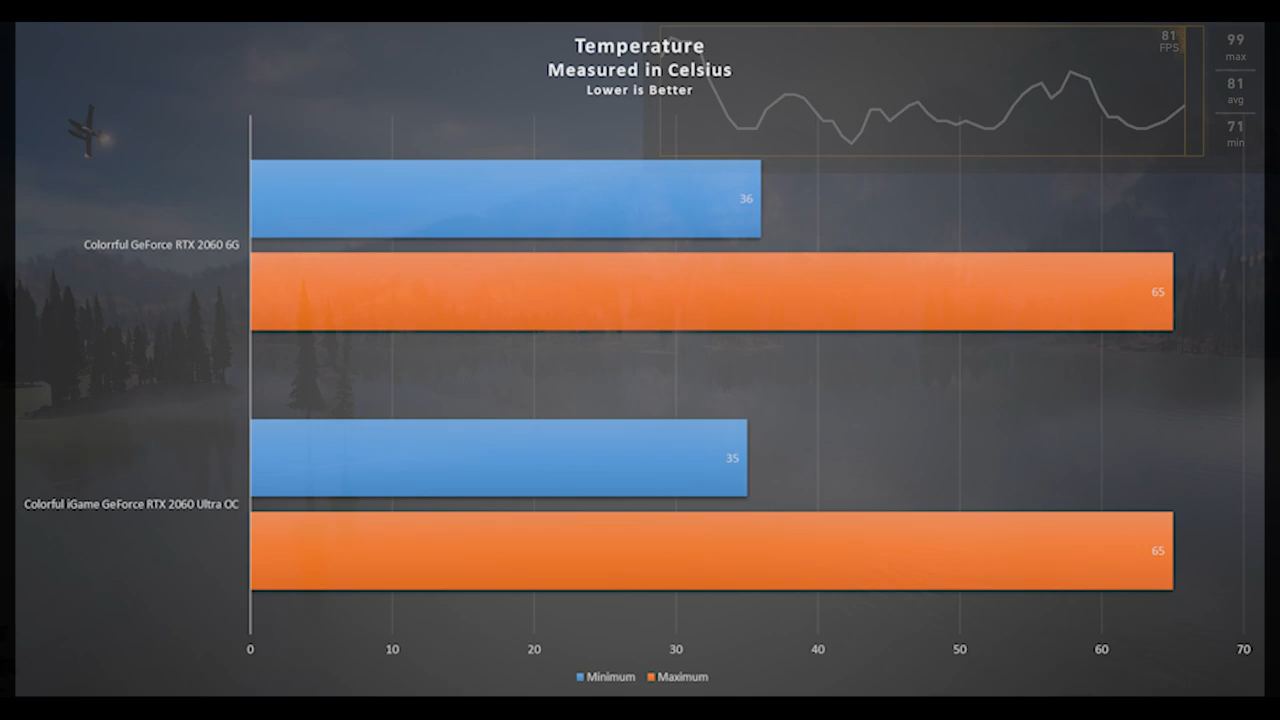 Temperature
Measured in Celsius
Lower is Better
81
FPS
99
max
81
avg
71
min
36
Colorrful GeForce RTX 2060 6G
65
35
Colorful iGame GeForce RTX 2060 Ultra OC
65
0 10 20 30 40 50 60 70
Minimum Maximum